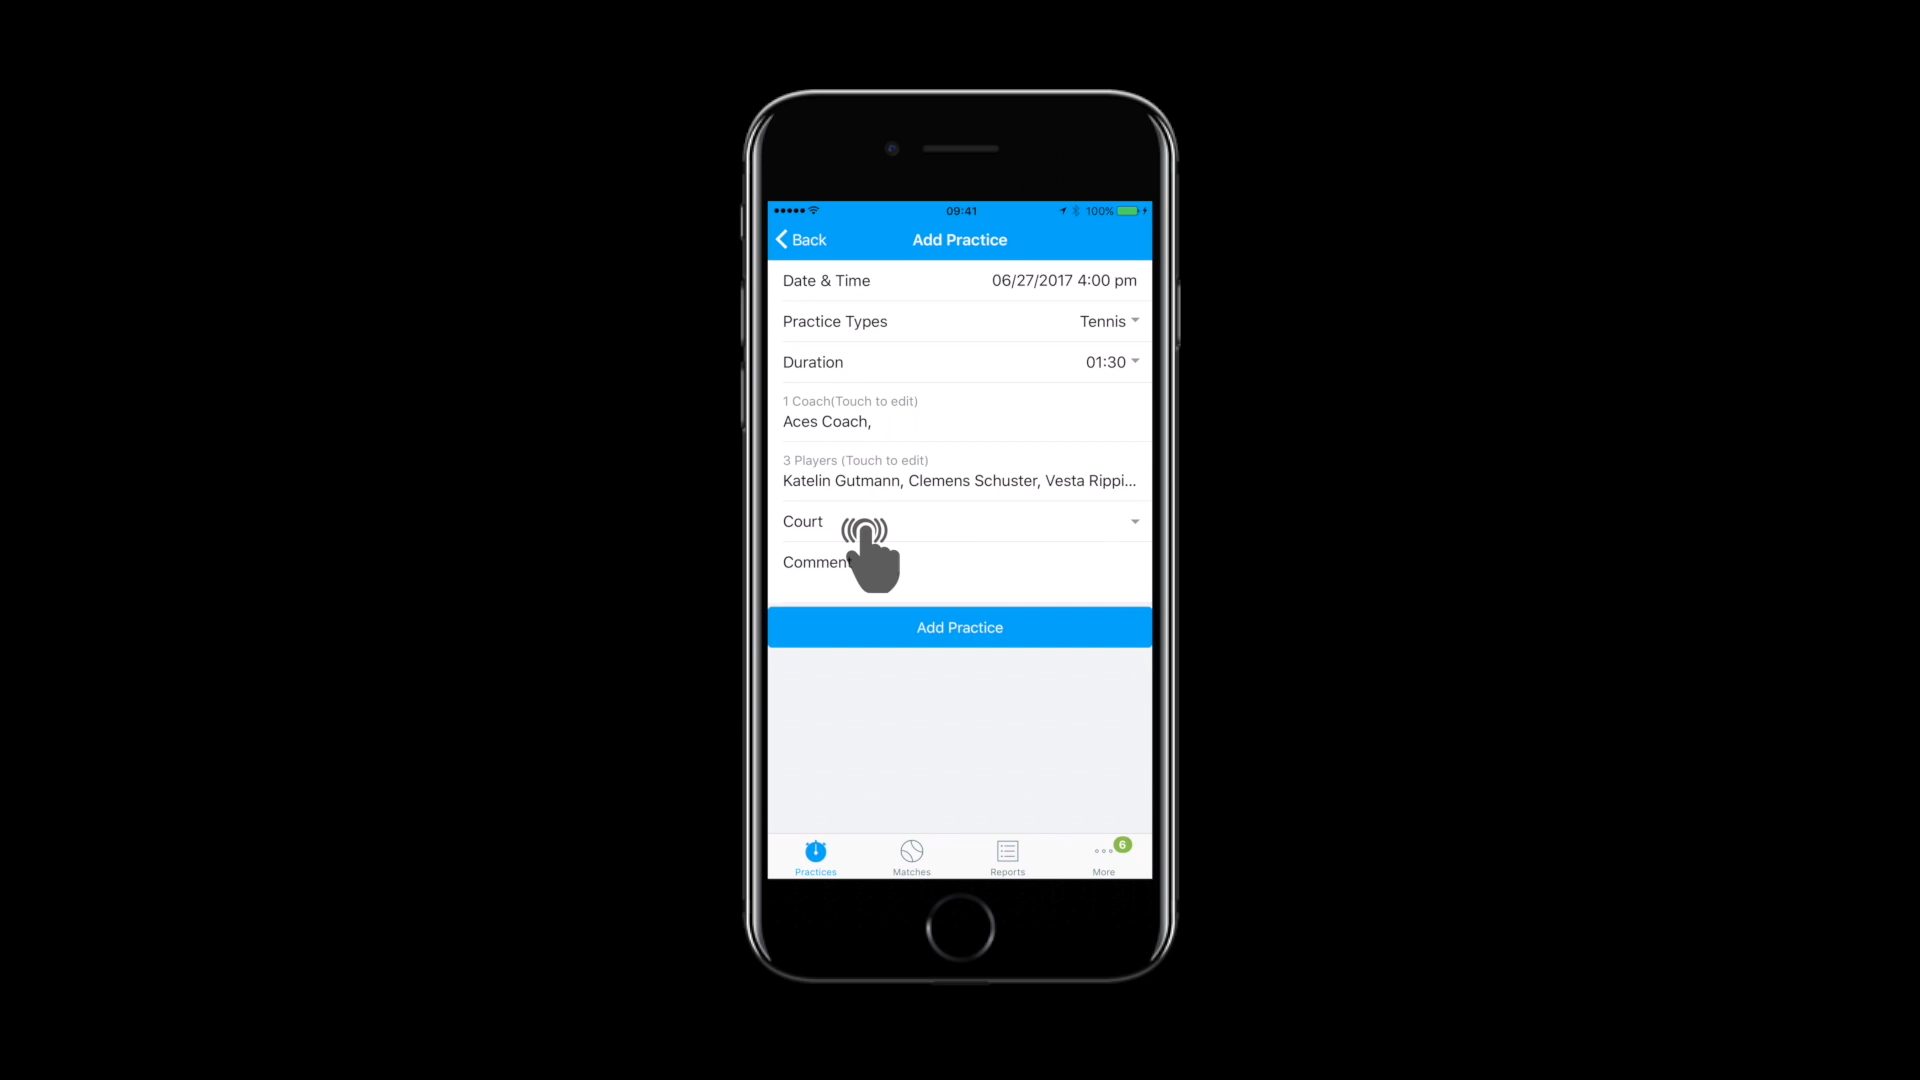 09:41
100%
Back
Add Practice
Date & Time
06/27/2017 4:00 pm
Practice Types
Tennis
Duration
01:30
1 Coach(Touch to edit)
Aces Coach,
3 Players (Touch to edit)
Katelin Gutmann, Clemens Schuster, Vesta Rippi...
Court
Comment
Add Practice
6
Practices
Matches
Reports
More